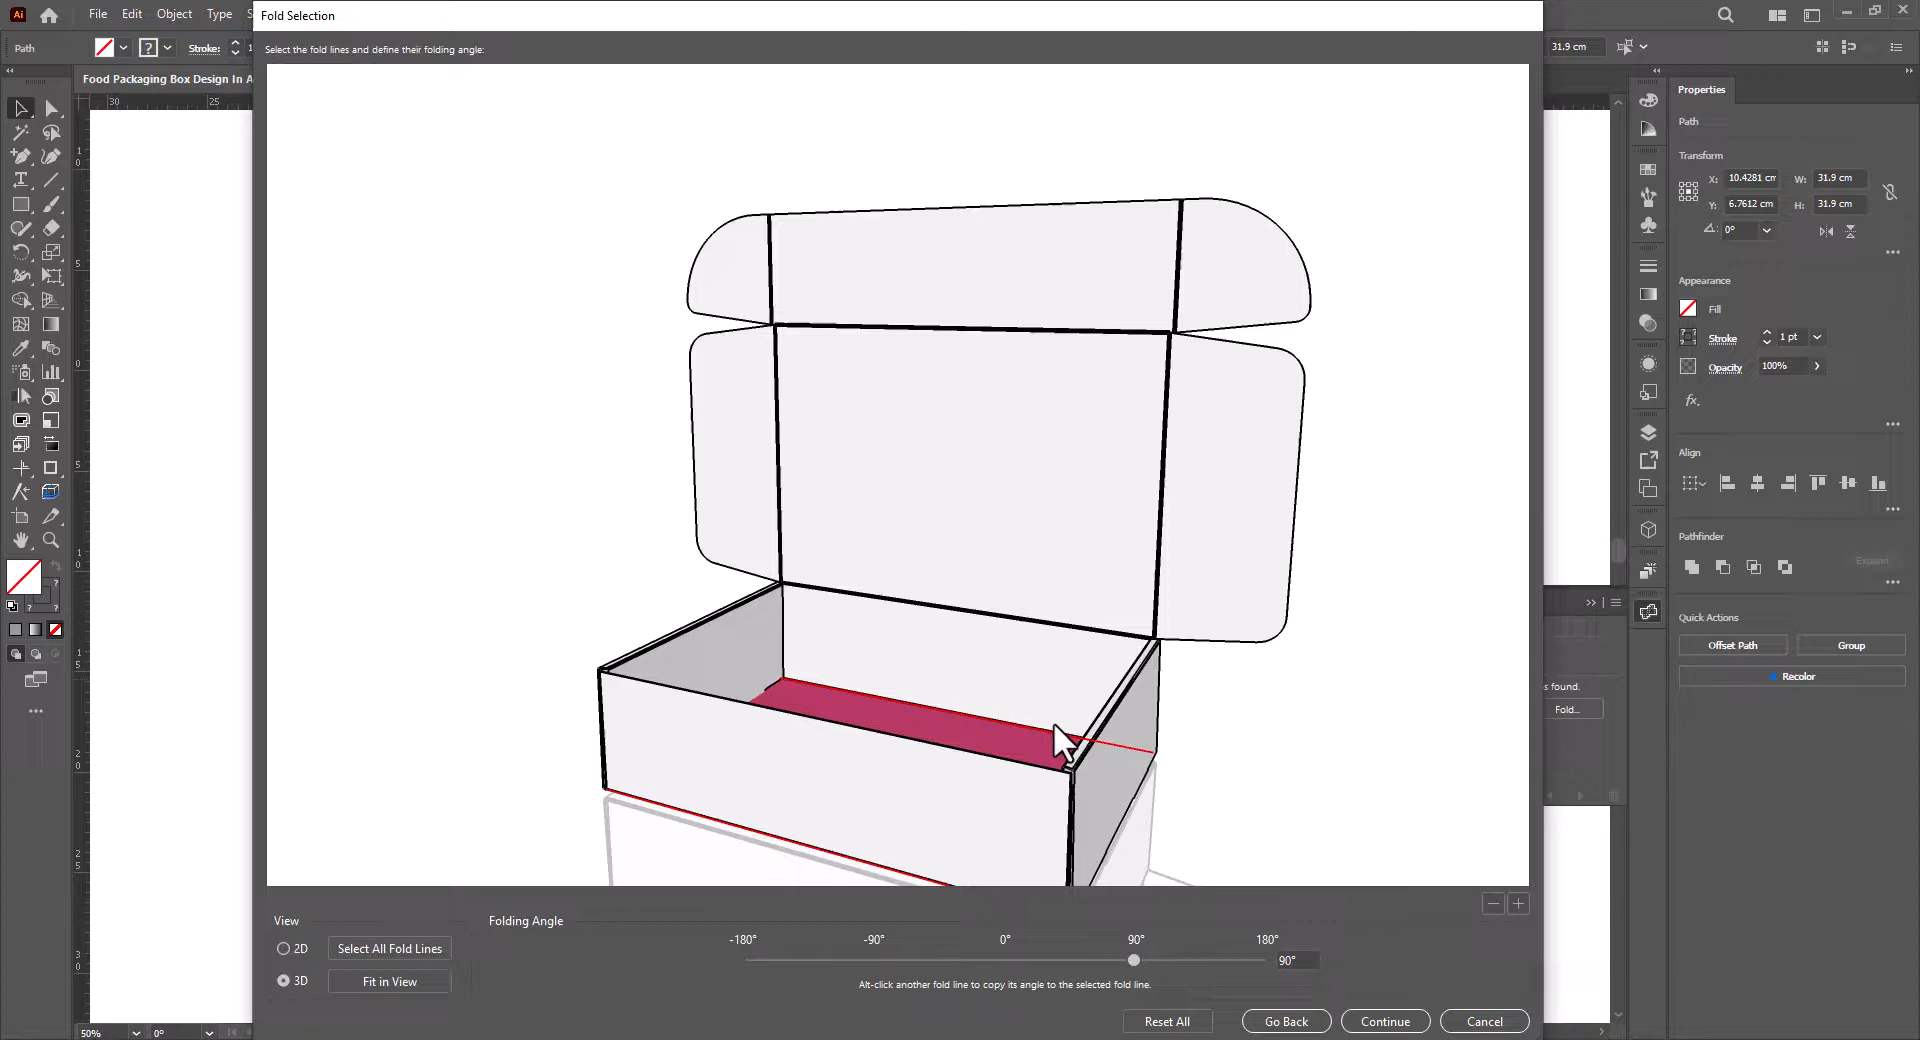 Ai
File Edit Object Type S
Fold Selection
Path
?
Stroke:
1
Select the fold lines and define their folding angle:
31.9 cm
Food Packaging Box Design In A
30
25
Properties
Path
Transform
X: 10.4281 cm W: 31.9 cm
Y: 6.7612 cm H: 31.9 cm
0°
Appearance
Fill
Stroke 1 pt
Opacity 100%
fx.
Align
Pathfinder
Expand
Quick Actions
Offset Path Group
Recolor
s found.
Fold...
View
2D Select All Fold Lines
3D Fit in View
Folding Angle
-180° -90° 0° 90° 180°
90°
Alt-click another fold line to copy its angle to the selected fold line.
Reset All Go Back Continue Cancel
50% 0°